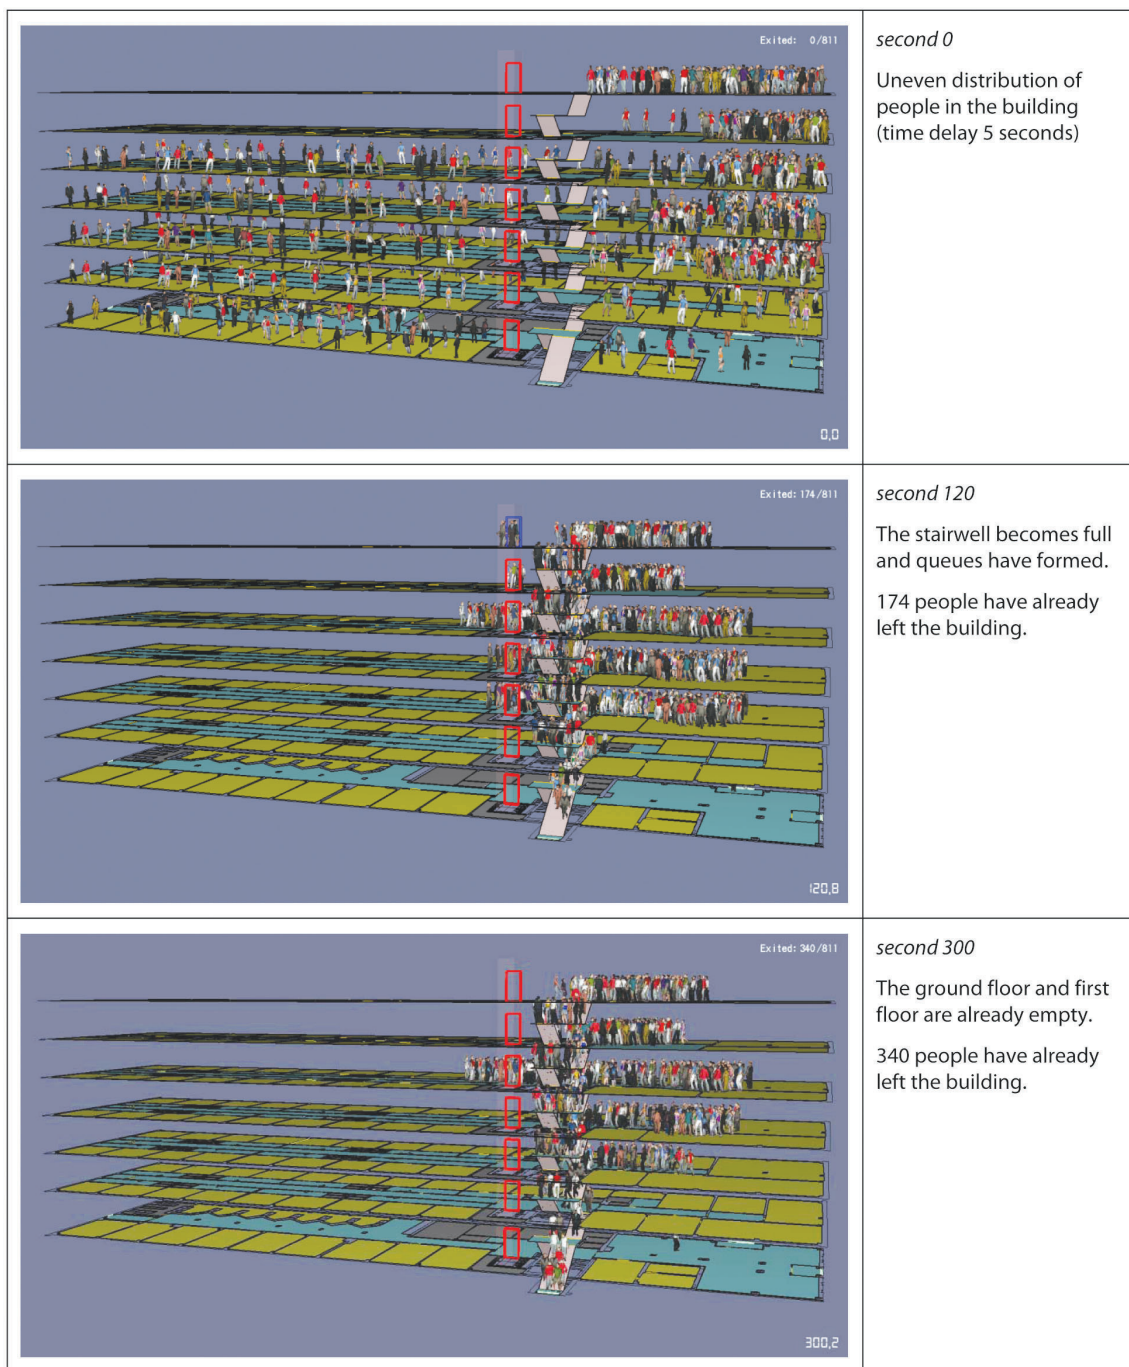 Exited: 0/811
0,0
second 0
Uneven distribution of
people in the building
(time delay 5 seconds)
Exited: 174/811
120,8
second 120
The stairwell becomes full
and queues have formed.
174 people have already
left the building.
Exited: 340/811
300,2
second 300
The ground floor and first
floor are already empty.
340 people have already
left the building.